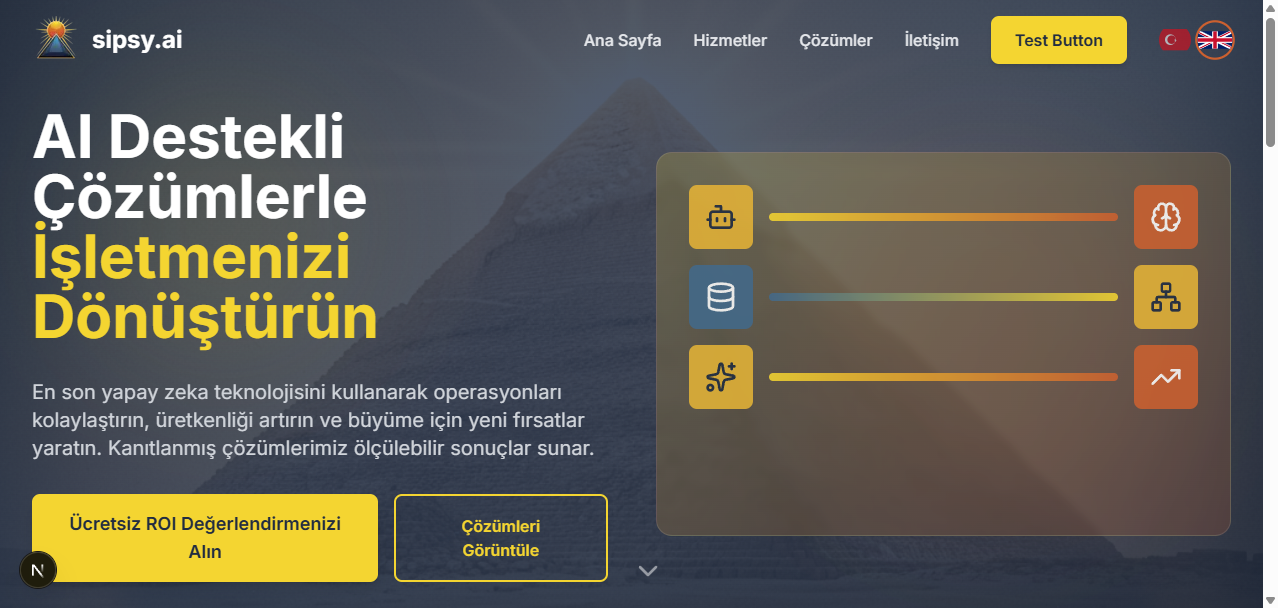 sipsy.ai
Ana Sayfa
Hizmetler
Çözümler
İletişim
Test Button
AI Destekli
Çözümlerle
İşletmenizi
Dönüştürün
En son yapay zeka teknolojisini kullanarak operasyonları
kolaylaştırın, üretkenliği artırın ve büyüme için yeni fırsatlar
yaratın. Kanıtlanmış çözümlerimiz ölçülebilir sonuçlar sunar.
Ücretsiz ROI Değerlendirmenizi
Alın
Çözümleri
Görüntüle
N